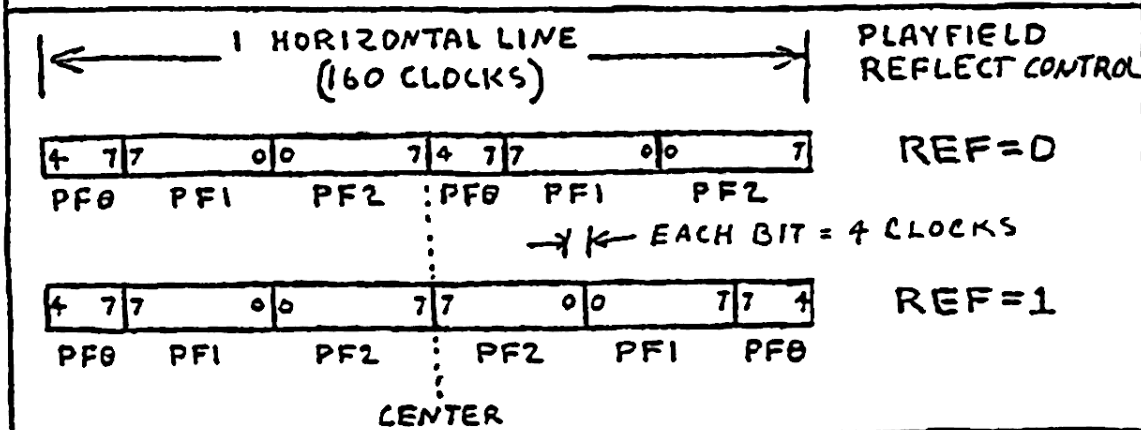 1 HORIZONTAL LINE
(160 CLOCKS)
PLAYFIELD
REFLECT CONTROL
4 7 7 0 0 7 4 7 7 0 0 7 REF=0
PF0 PF1 PF2 PF0 PF1 PF2
EACH BIT = 4 CLOCKS
4 7 7 0 0 7 7 0 0 7 7 4 REF=1
PF0 PF1 PF2 PF2 PF1 PF0
CENTER